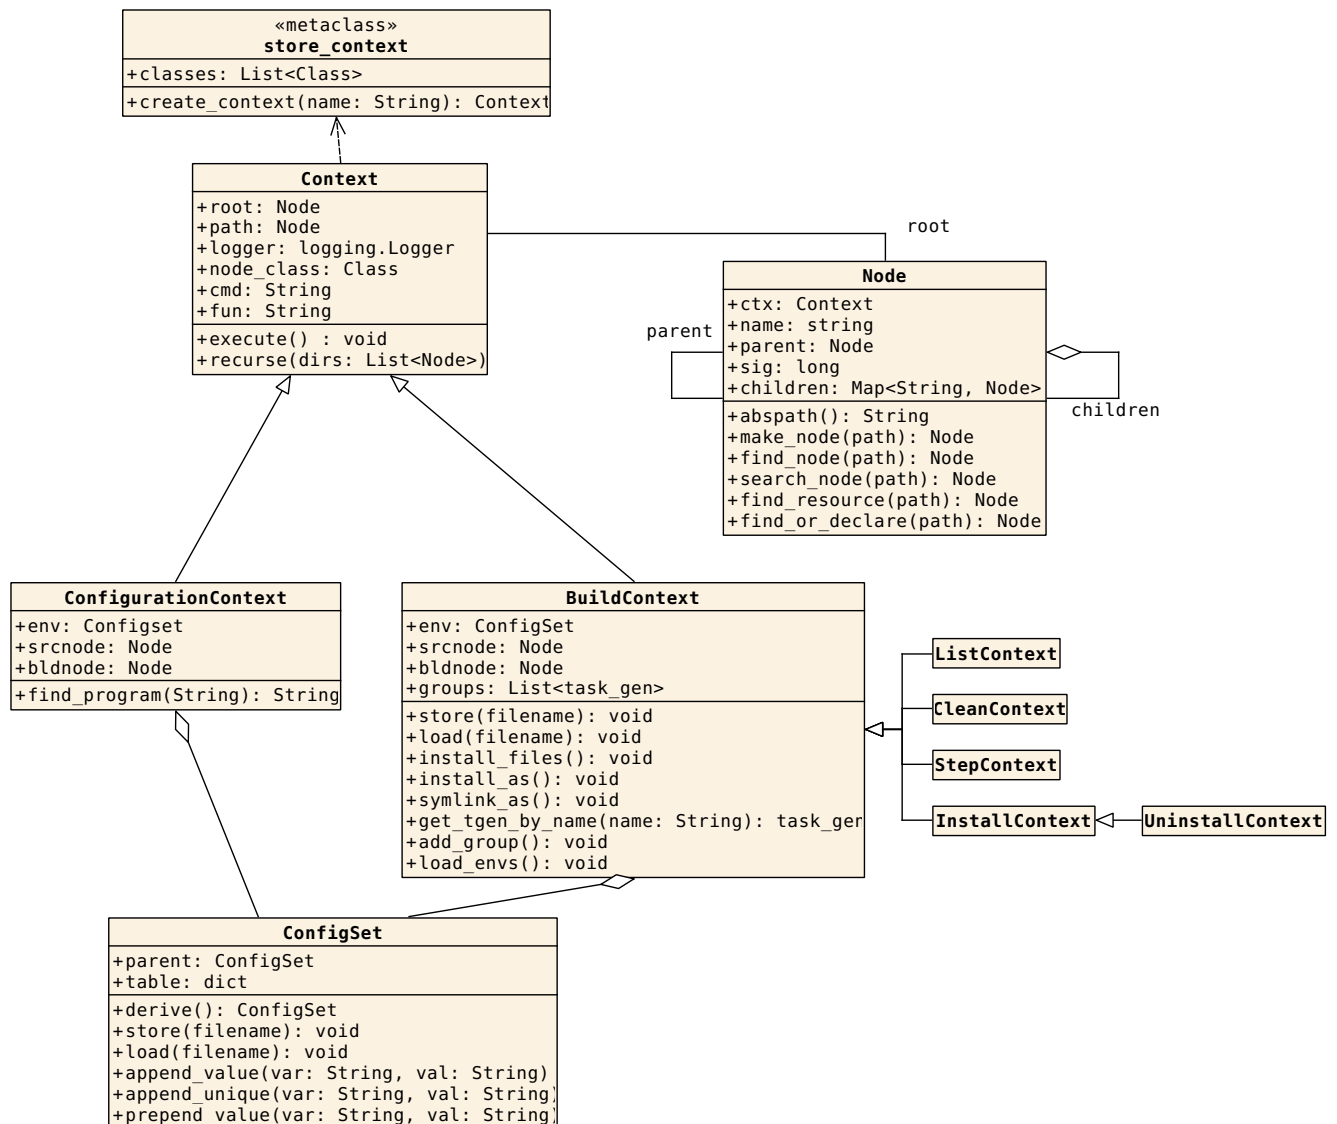 «metaclass»
store_context
+classes: List<Class>
+create_context(name: String): Context
Context
+root: Node
+path: Node
+logger: logging.Logger
+node_class: Class
+cmd: String
+fun: String
+execute() : void
+recurse(dirs: List<Node>)
root
Node
+ctx: Context
+name: string
+parent: Node
+sig: long
+children: Map<String, Node>
+abspath(): String
+make_node(path): Node
+find_node(path): Node
+search_node(path): Node
+find_resource(path): Node
+find_or_declare(path): Node
parent
children
ConfigurationContext
+env: Configset
+srcnode: Node
+bldnode: Node
+find_program(String): String
BuildContext
+env: ConfigSet
+srcnode: Node
+bldnode: Node
+groups: List<task_gen>
+store(filename): void
+load(filename): void
+install_files(): void
+install_as(): void
+symlink_as(): void
+get_tgen_by_name(name: String): task_gen
+add_group(): void
+load_envs(): void
ListContext
CleanContext
StepContext
InstallContext
UninstallContext
ConfigSet
+parent: ConfigSet
+table: dict
+derive(): ConfigSet
+store(filename): void
+load(filename): void
+append_value(var: String, val: String)
+append_unique(var: String, val: String)
+prepend_value(var: String, val: String)